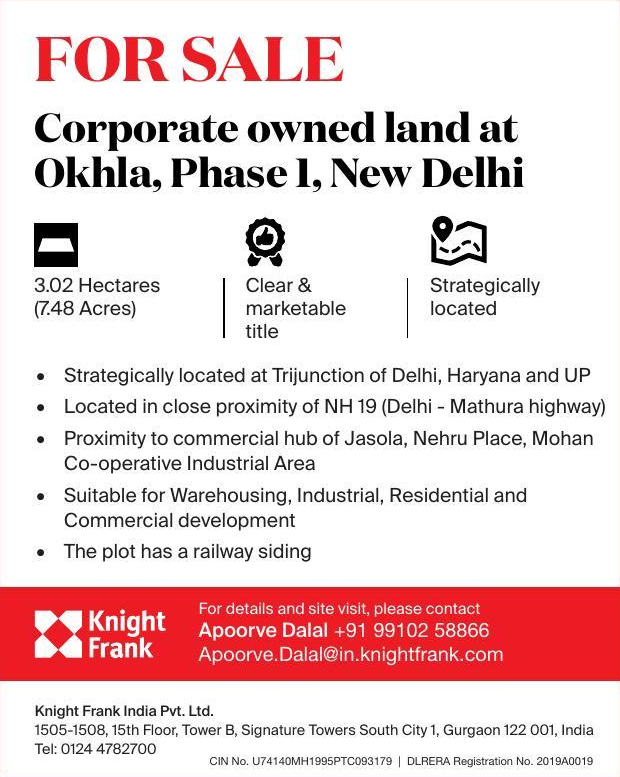 FOR SALE
Corporate owned land at
Okhla, Phase 1, New Delhi
3.02 Hectares
(7.48 Acres)
Clear &
marketable
title
Strategically
located
• Strategically located at Trijunction of Delhi, Haryana and UP
• Located in close proximity of NH 19 (Delhi - Mathura highway)
• Proximity to commercial hub of Jasola, Nehru Place, Mohan
Co-operative Industrial Area
• Suitable for Warehousing, Industrial, Residential and
Commercial development
• The plot has a railway siding
Knight
Frank
For details and site visit, please contact
Apoorve Dalal +91 99102 58866
Apoorve.Dalal@in.knightfrank.com
Knight Frank India Pvt. Ltd.
1505-1508, 15th Floor, Tower B, Signature Towers South City 1, Gurgaon 122 001, India
Tel: 0124 4782700
CIN No. U74140MH1995PTC093179 | DLRERA Registration No. 2019A0019